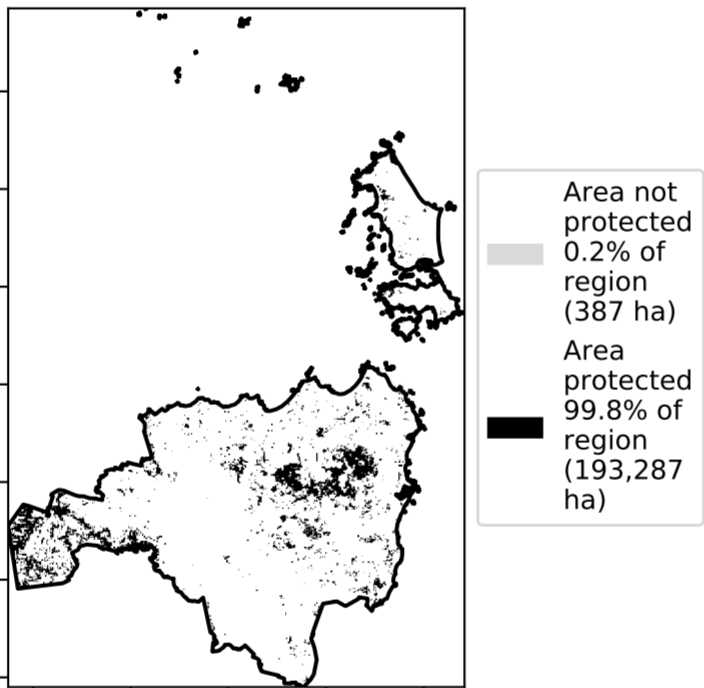 Area not
protected
0.2% of
region
(387 ha)
Area
protected
99.8% of
region
(193,287
ha)